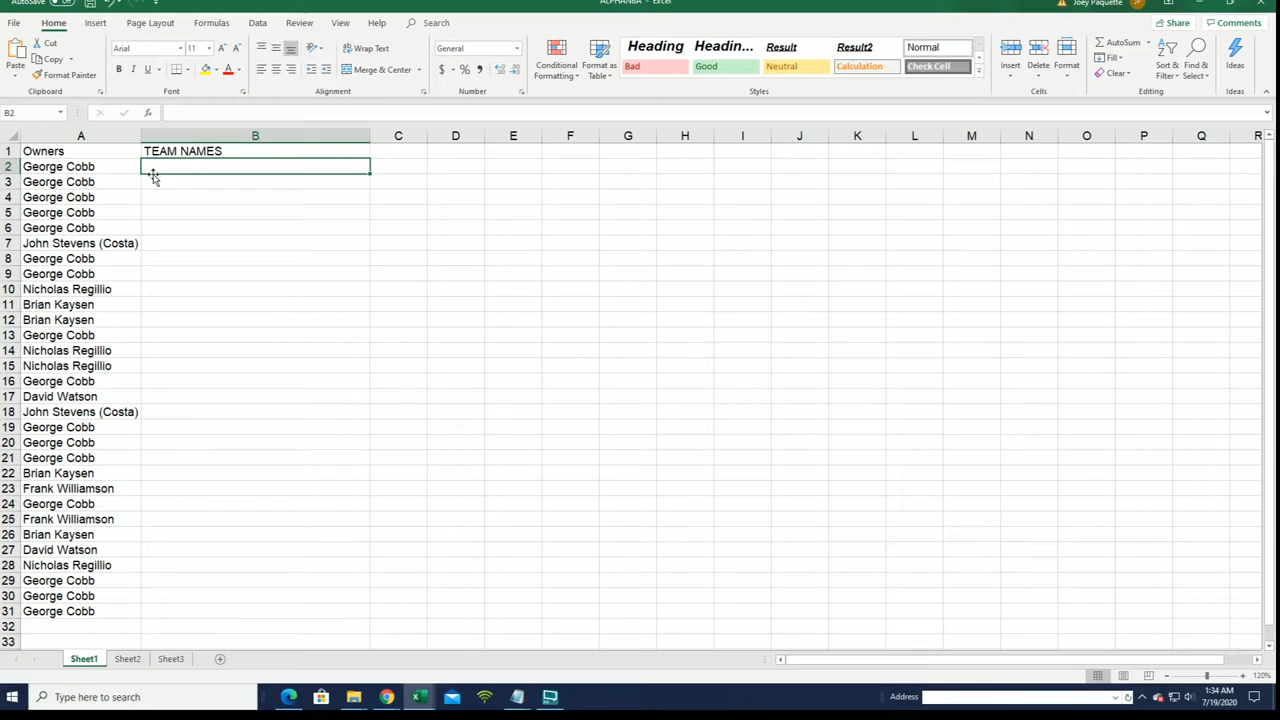 AutoSave Off ALPHANBA - Excel Joey Paquette JP
File Home Insert Page Layout Formulas Data Review View Help Search Share Comments
Paste Cut Copy Format Painter Clipboard
Arial 11 A A B I U A Font
Wrap Text Merge & Center Alignment
General $ % , Number
Conditional Formatting Format as Table
Heading Headin... Result Result2 Normal
Bad Good Neutral Calculation Check Cell
Styles
Insert Delete Format Cells
AutoSum Fill Clear Sort & Filter Find & Select Editing
Ideas Ideas
B2 fx
A B C D E F G H I J K L M N O P Q R
1 Owners TEAM NAMES
2 George Cobb
3 George Cobb
4 George Cobb
5 George Cobb
6 George Cobb
7 John Stevens (Costa)
8 George Cobb
9 George Cobb
10 Nicholas Regillio
11 Brian Kaysen
12 Brian Kaysen
13 George Cobb
14 Nicholas Regillio
15 Nicholas Regillio
16 George Cobb
17 David Watson
18 John Stevens (Costa)
19 George Cobb
20 George Cobb
21 George Cobb
22 Brian Kaysen
23 Frank Williamson
24 George Cobb
25 Frank Williamson
26 Brian Kaysen
27 David Watson
28 Nicholas Regillio
29 George Cobb
30 George Cobb
31 George Cobb
32
33
Sheet1 Sheet2 Sheet3
120%
Type here to search Address 1:34 AM
7/19/2020